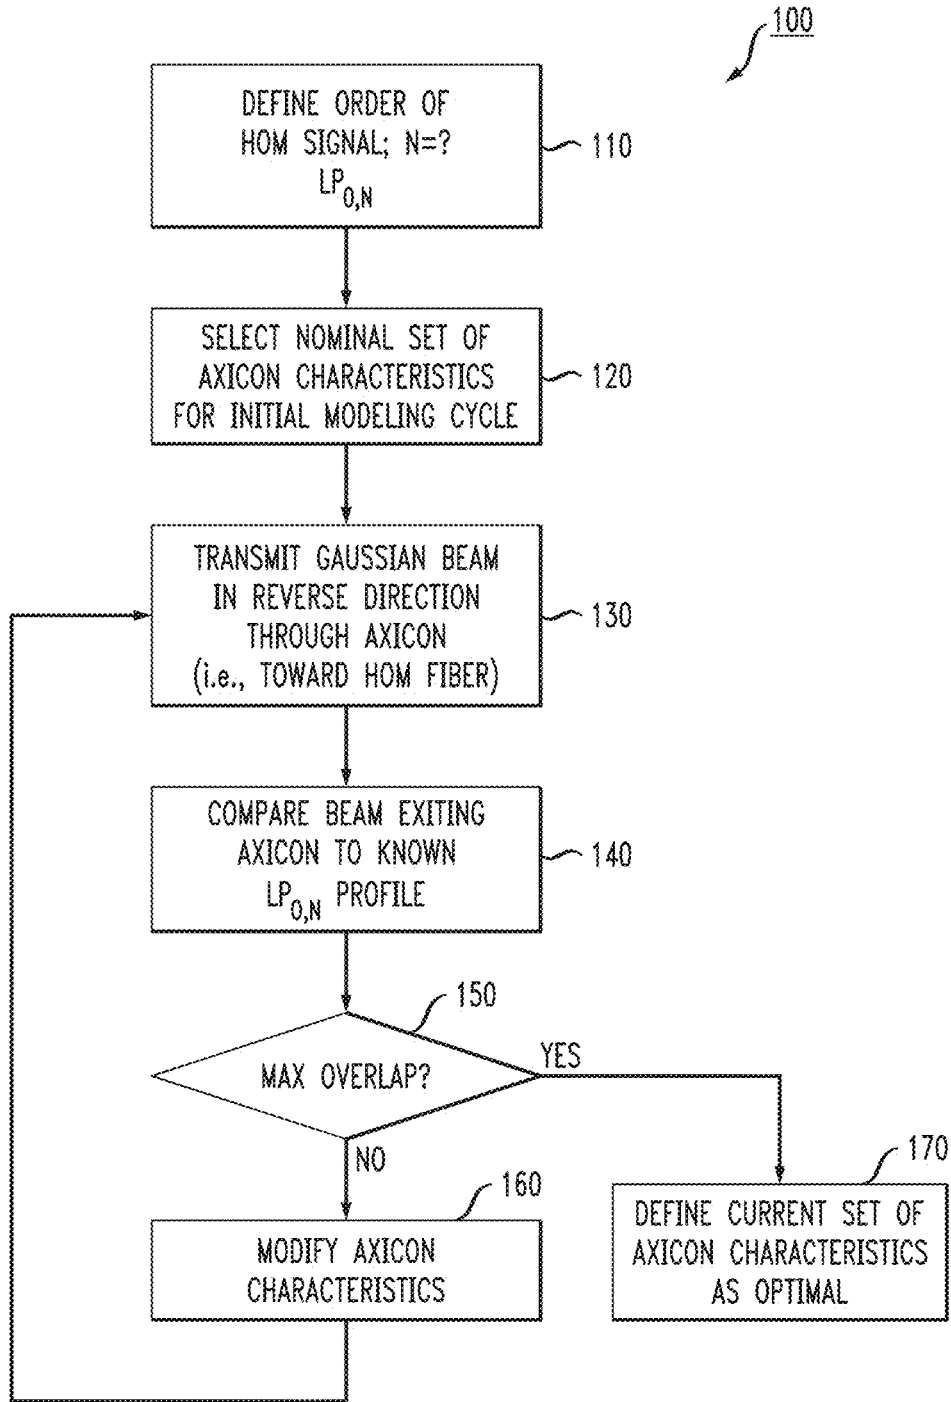 100
DEFINE ORDER OF
HOM SIGNAL; N=?
LP0,N
110
SELECT NOMINAL SET OF
AXICON CHARACTERISTICS
FOR INITIAL MODELING CYCLE
120
TRANSMIT GAUSSIAN BEAM
IN REVERSE DIRECTION
THROUGH AXICON
(i.e., TOWARD HOM FIBER)
130
COMPARE BEAM EXITING
AXICON TO KNOWN
LP0,N PROFILE
140
150
MAX OVERLAP?
YES
NO
160
MODIFY AXICON
CHARACTERISTICS
170
DEFINE CURRENT SET OF
AXICON CHARACTERISTICS
AS OPTIMAL